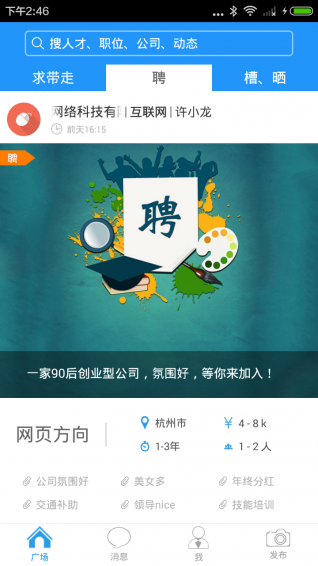 下午2:46
搜人才、职位、公司、动态
求带走 聘 槽、晒
网络科技有 | 互联网 | 许小龙
前天16:15
聘
聘
一家90后创业型公司，氛围好，等你来加入！
网页方向
杭州市 ¥ 4 - 8 k
1-3年 1 - 2 人
公司氛围好 美女多 年终分红
交通补助 领导nice 技能培训
广场 消息 我 发布